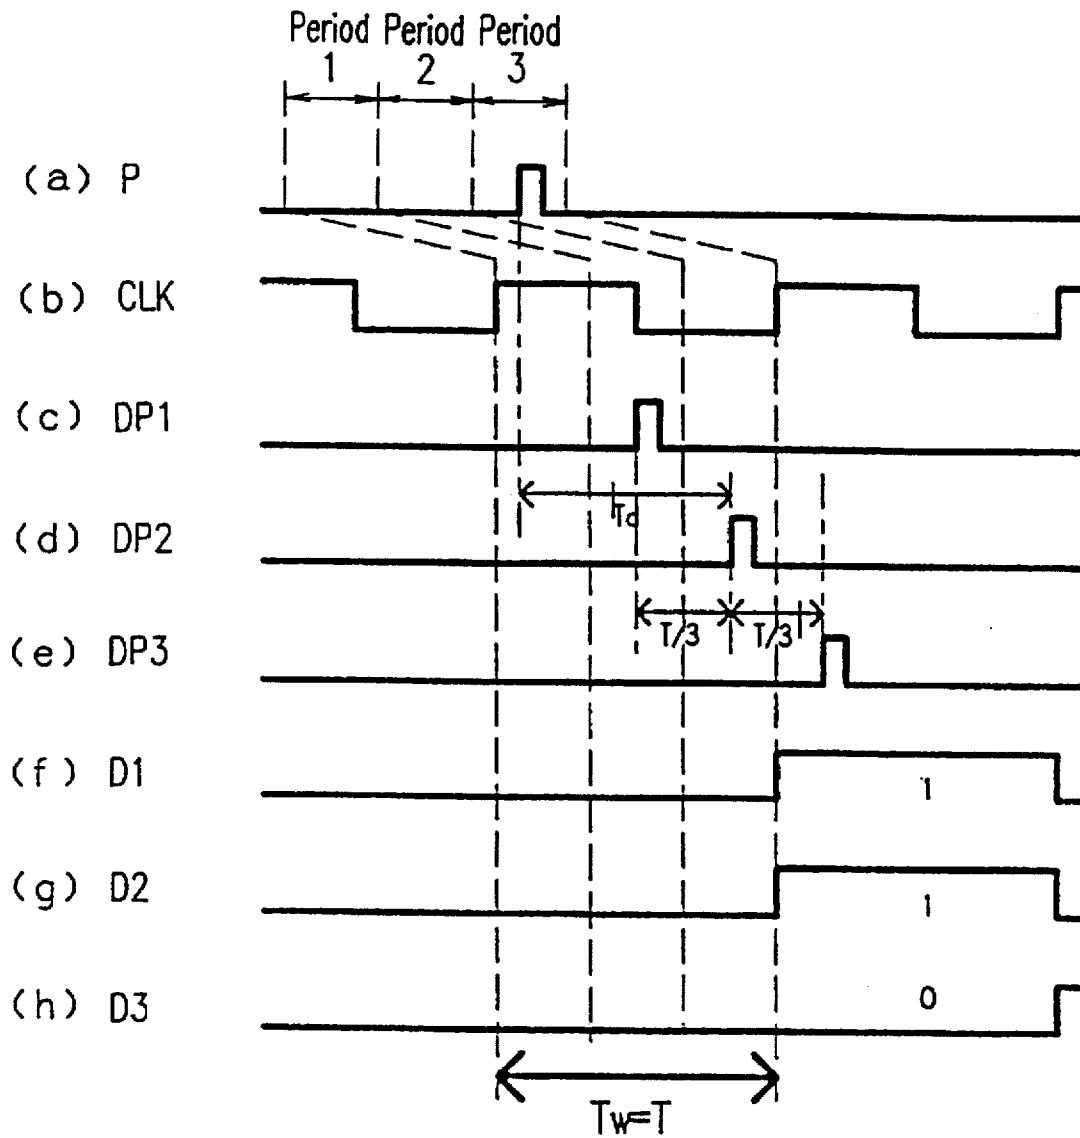 Period Period Period
1 2 3
(a) P
(b) CLK
(c) DP1
Td
(d) DP2
T/3 T/3
(e) DP3
(f) D1 1
(g) D2 1
(h) D3 0
Tw=T